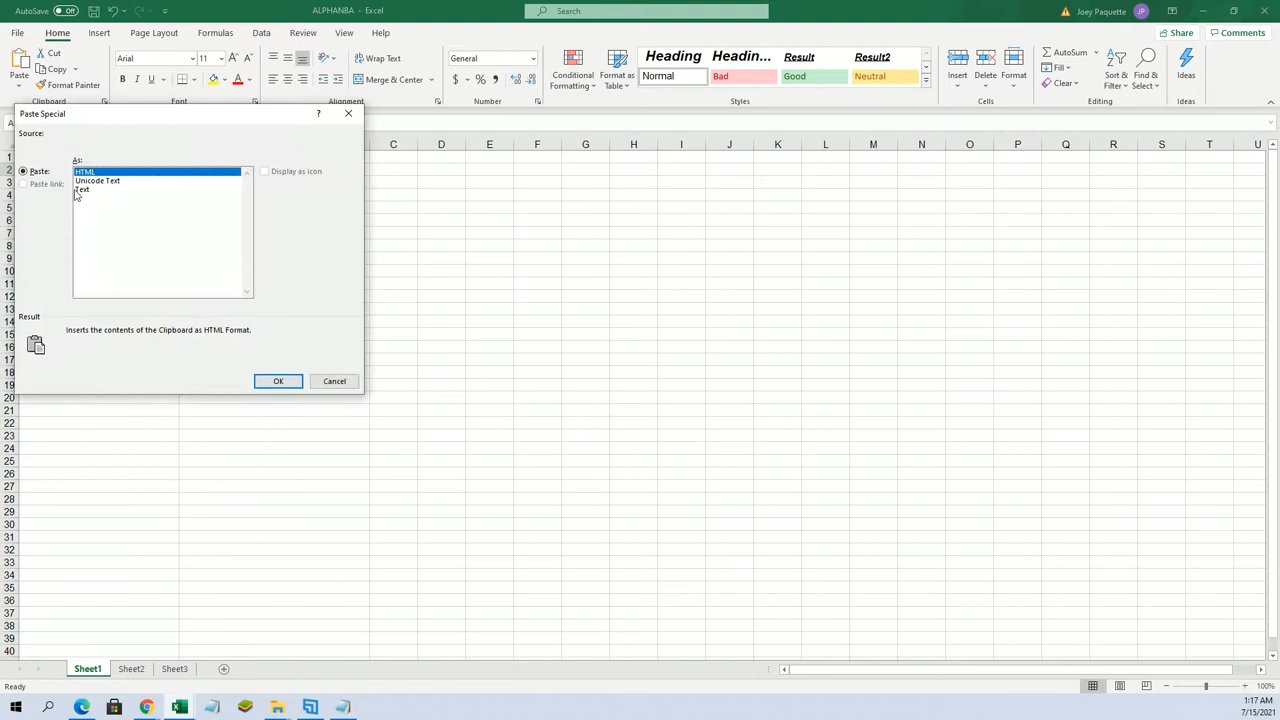 AutoSave Off ALPHANBA - Excel Search Joey Paquette JP
File Home Insert Page Layout Formulas Data Review View Help Share Comments
Paste Cut Copy Format Painter
Arial 11 A A
B I U A
ab Wrap Text
Merge & Center
General
$ % ,
Conditional Formatting Format as Table
Heading Headin... Result Result2
Normal Bad Good Neutral
Insert Delete Format
AutoSum Fill Clear
Sort & Filter Find & Select
Ideas
Clipboard Font Alignment Number Styles Cells Editing Ideas
Paste Special ?
Source:
As:
Paste:
Paste link:
HTML
Unicode Text
Text
Display as icon
Result
Inserts the contents of the Clipboard as HTML Format.
OK Cancel
A
C D E F G H I J K L M N O P Q R S T U
1
2
3
4
5
6
7
8
9
10
11
12
13
14
15
16
17
18
19
20
21
22
23
24
25
26
27
28
29
30
31
32
33
34
35
36
37
38
39
40
Sheet1 Sheet2 Sheet3
Ready 100%
1:17 AM
7/15/2021